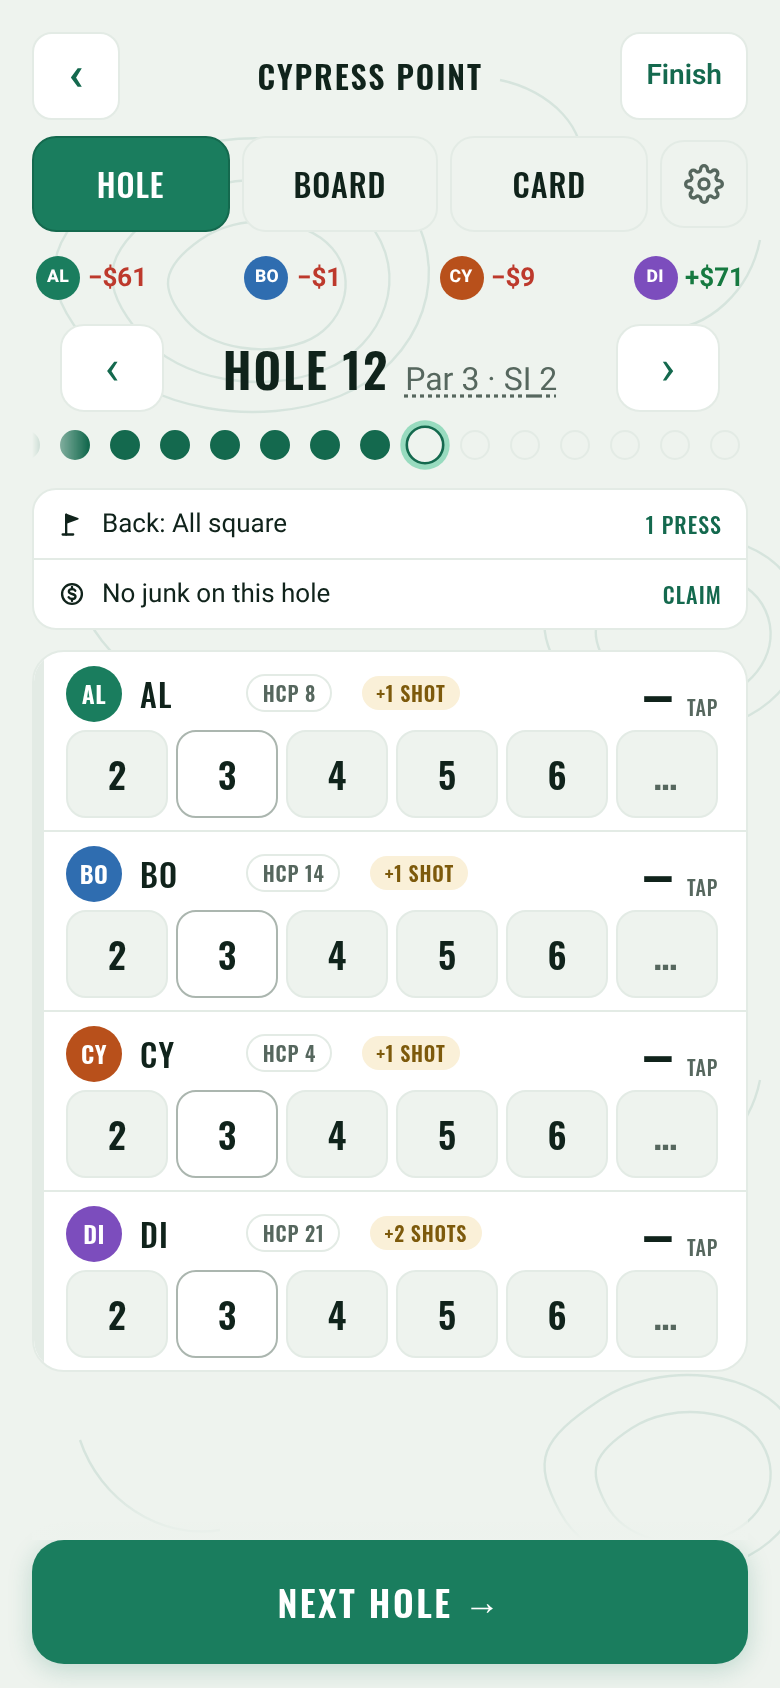 ‹ CYPRESS POINT Finish
HOLE BOARD CARD
AL −$61 BO −$1 CY −$9 DI +$71
‹ HOLE 12 Par 3 · SI 2 ›
Back: All square 1 PRESS
$ No junk on this hole CLAIM
AL AL HCP 8 +1 SHOT — TAP
2 3 4 5 6 ...
BO BO HCP 14 +1 SHOT — TAP
2 3 4 5 6 ...
CY CY HCP 4 +1 SHOT — TAP
2 3 4 5 6 ...
DI DI HCP 21 +2 SHOTS — TAP
2 3 4 5 6 ...
NEXT HOLE →